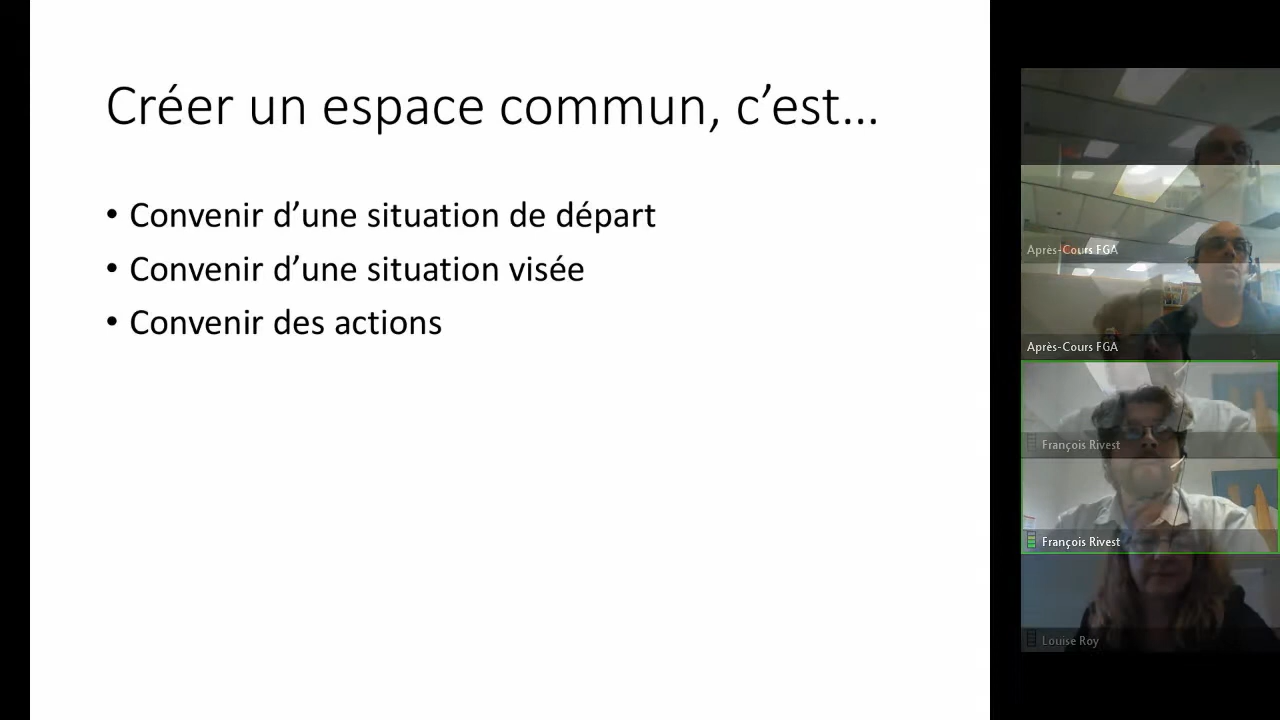 Créer un espace commun, c’est…
• Convenir d’une situation de départ
• Convenir d’une situation visée
• Convenir des actions
Après-Cours FGA
Après-Cours FGA
François Rivest
François Rivest
Louise Roy